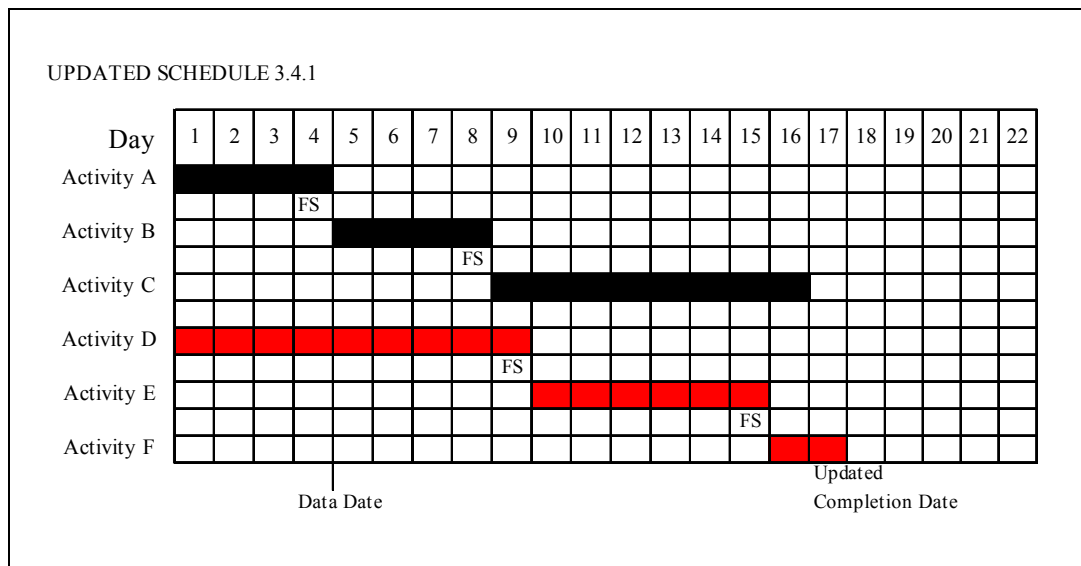 UPDATED SCHEDULE 3.4.1
Day 1 2 3 4 5 6 7 8 9 10 11 12 13 14 15 16 17 18 19 20 21 22
Activity A
FS
Activity B
FS
Activity C
Activity D
FS
Activity E
FS
Activity F
Updated
Data Date Completion Date